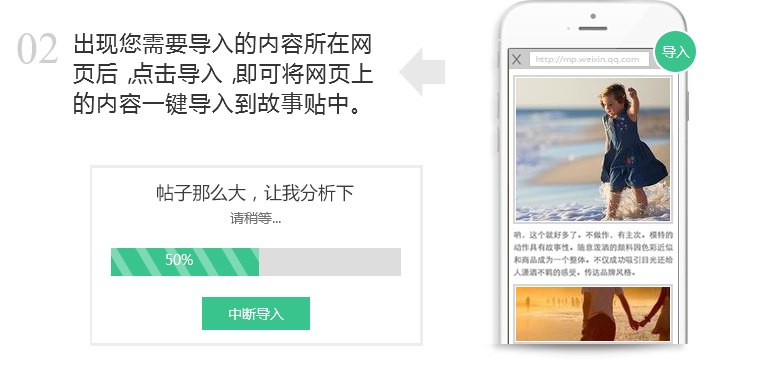 02
出现您需要导入的内容所在网
页后 ,点击导入 ,即可将网页上
的内容一键导入到故事贴中。
帖子那么大，让我分析下
请稍等...
50%
中断导入
导入
X http://mp.weixin.qq.com
哟，这个就好多了。不做作、有主次。模特的
动作具有故事性。随意泼洒的颜料因色彩近似
和商品成为一个整体。不仅成功吸引目光还给
人潇洒不羁的感受。传达品牌风格。